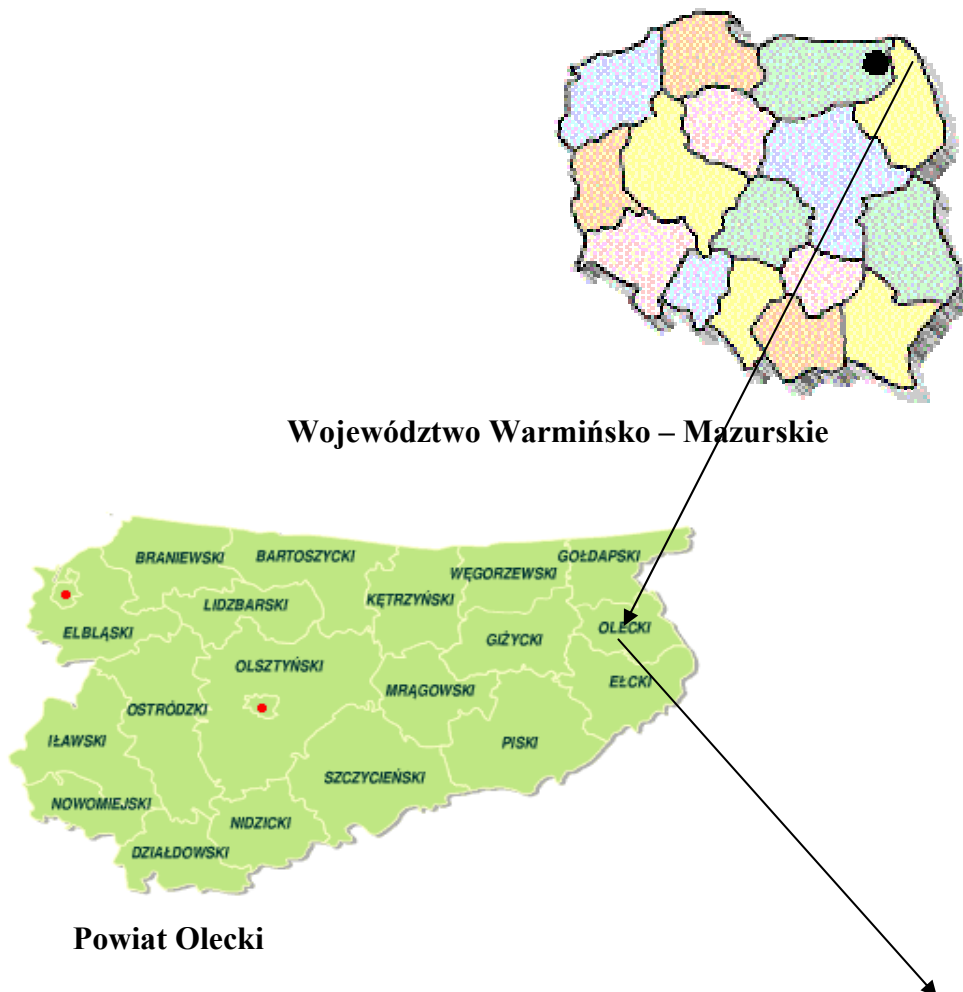 Województwo Warmińsko – Mazurskie
BRANIEWSKI
BARTOSZYCKI
GOŁDAPSKI
WĘGORZEWSKI
KĘTRZYŃSKI
LIDZBARSKI
ELBLĄSKI
OLECKI
GIŻYCKI
OLSZTYŃSKI
EŁCKI
MRĄGOWSKI
OSTRÓDZKI
IŁAWSKI
PISKI
SZCZYCIEŃSKI
NOWOMIEJSKI
NIDZICKI
DZIAŁDOWSKI
Powiat Olecki